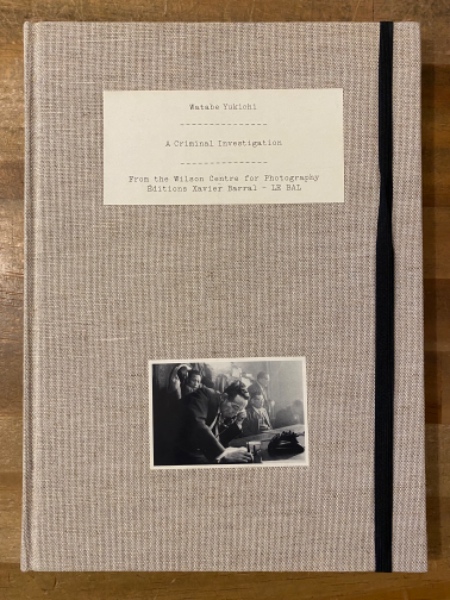 Watabe Yukichi
---------------
A Criminal Investigation
---------------
From the Wilson Centre for Photography
Éditions Xavier Barral - LE BAL